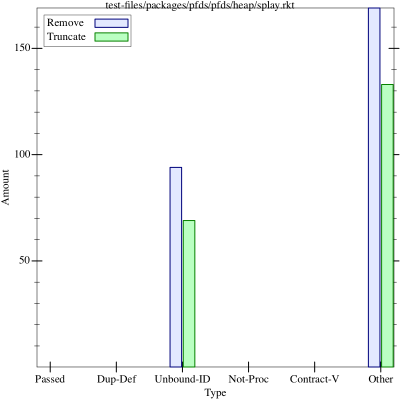 test-files/packages/pfds/pfds/heap/splay.rkt
Remove
Truncate
150
100
50
Amount
Passed Dup-Def Unbound-ID Not-Proc Contract-V Other
Type